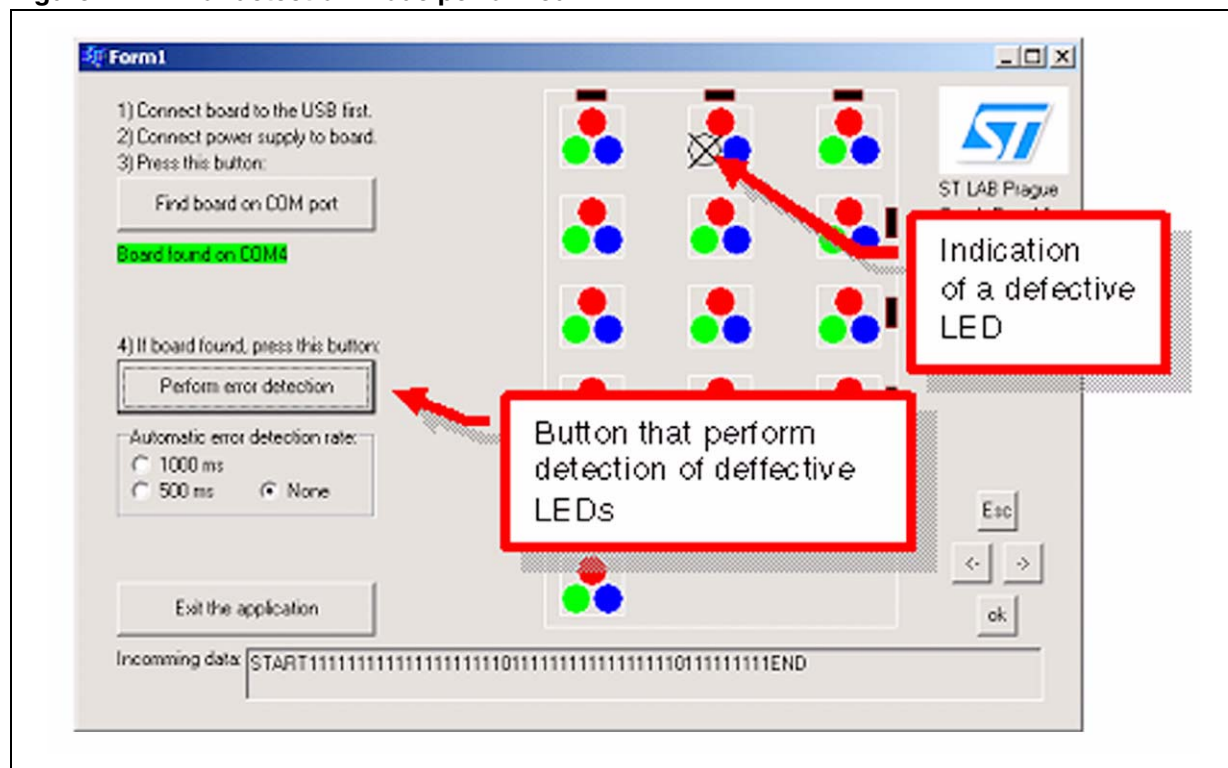 Form1
1) Connect board to the USB first.
2) Connect power supply to board.
3) Press this button:
Find board on COM port
Board found on COM4
4) If board found, press this button:
Perform error detection
Automatic error detection rate:
1000 ms
500 ms
None
Exit the application
Incomming data:
ST
ST LAB Prague
Indication
of a defective
LED
Button that perform
detection of deffective
LEDs
Esc
<-
->
ok